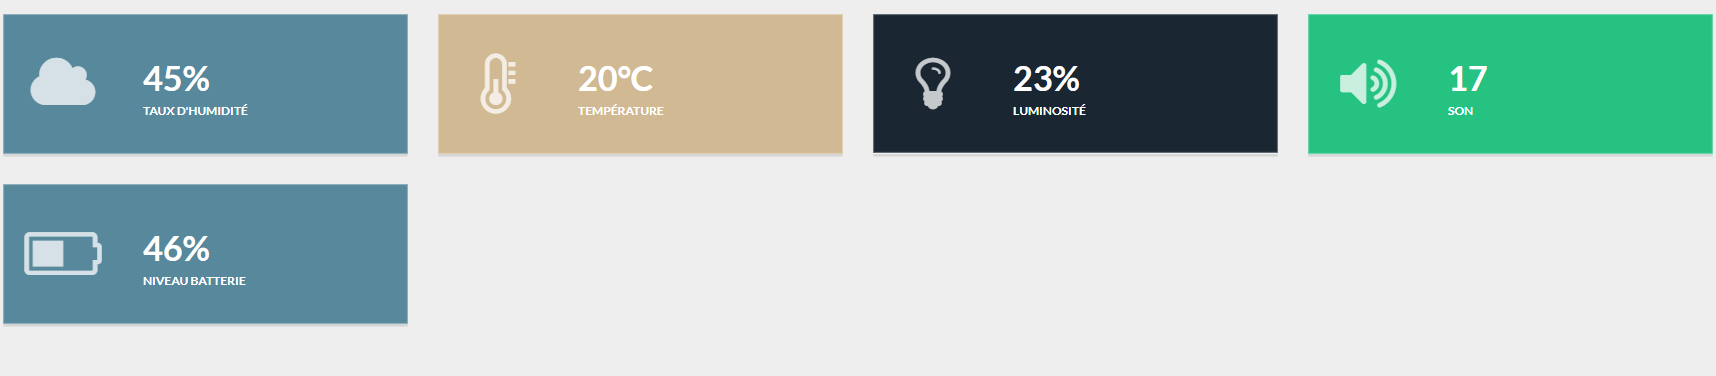 45%
TAUX D'HUMIDITÉ
20°C
TEMPÉRATURE
23%
LUMINOSITÉ
17
SON
46%
NIVEAU BATTERIE